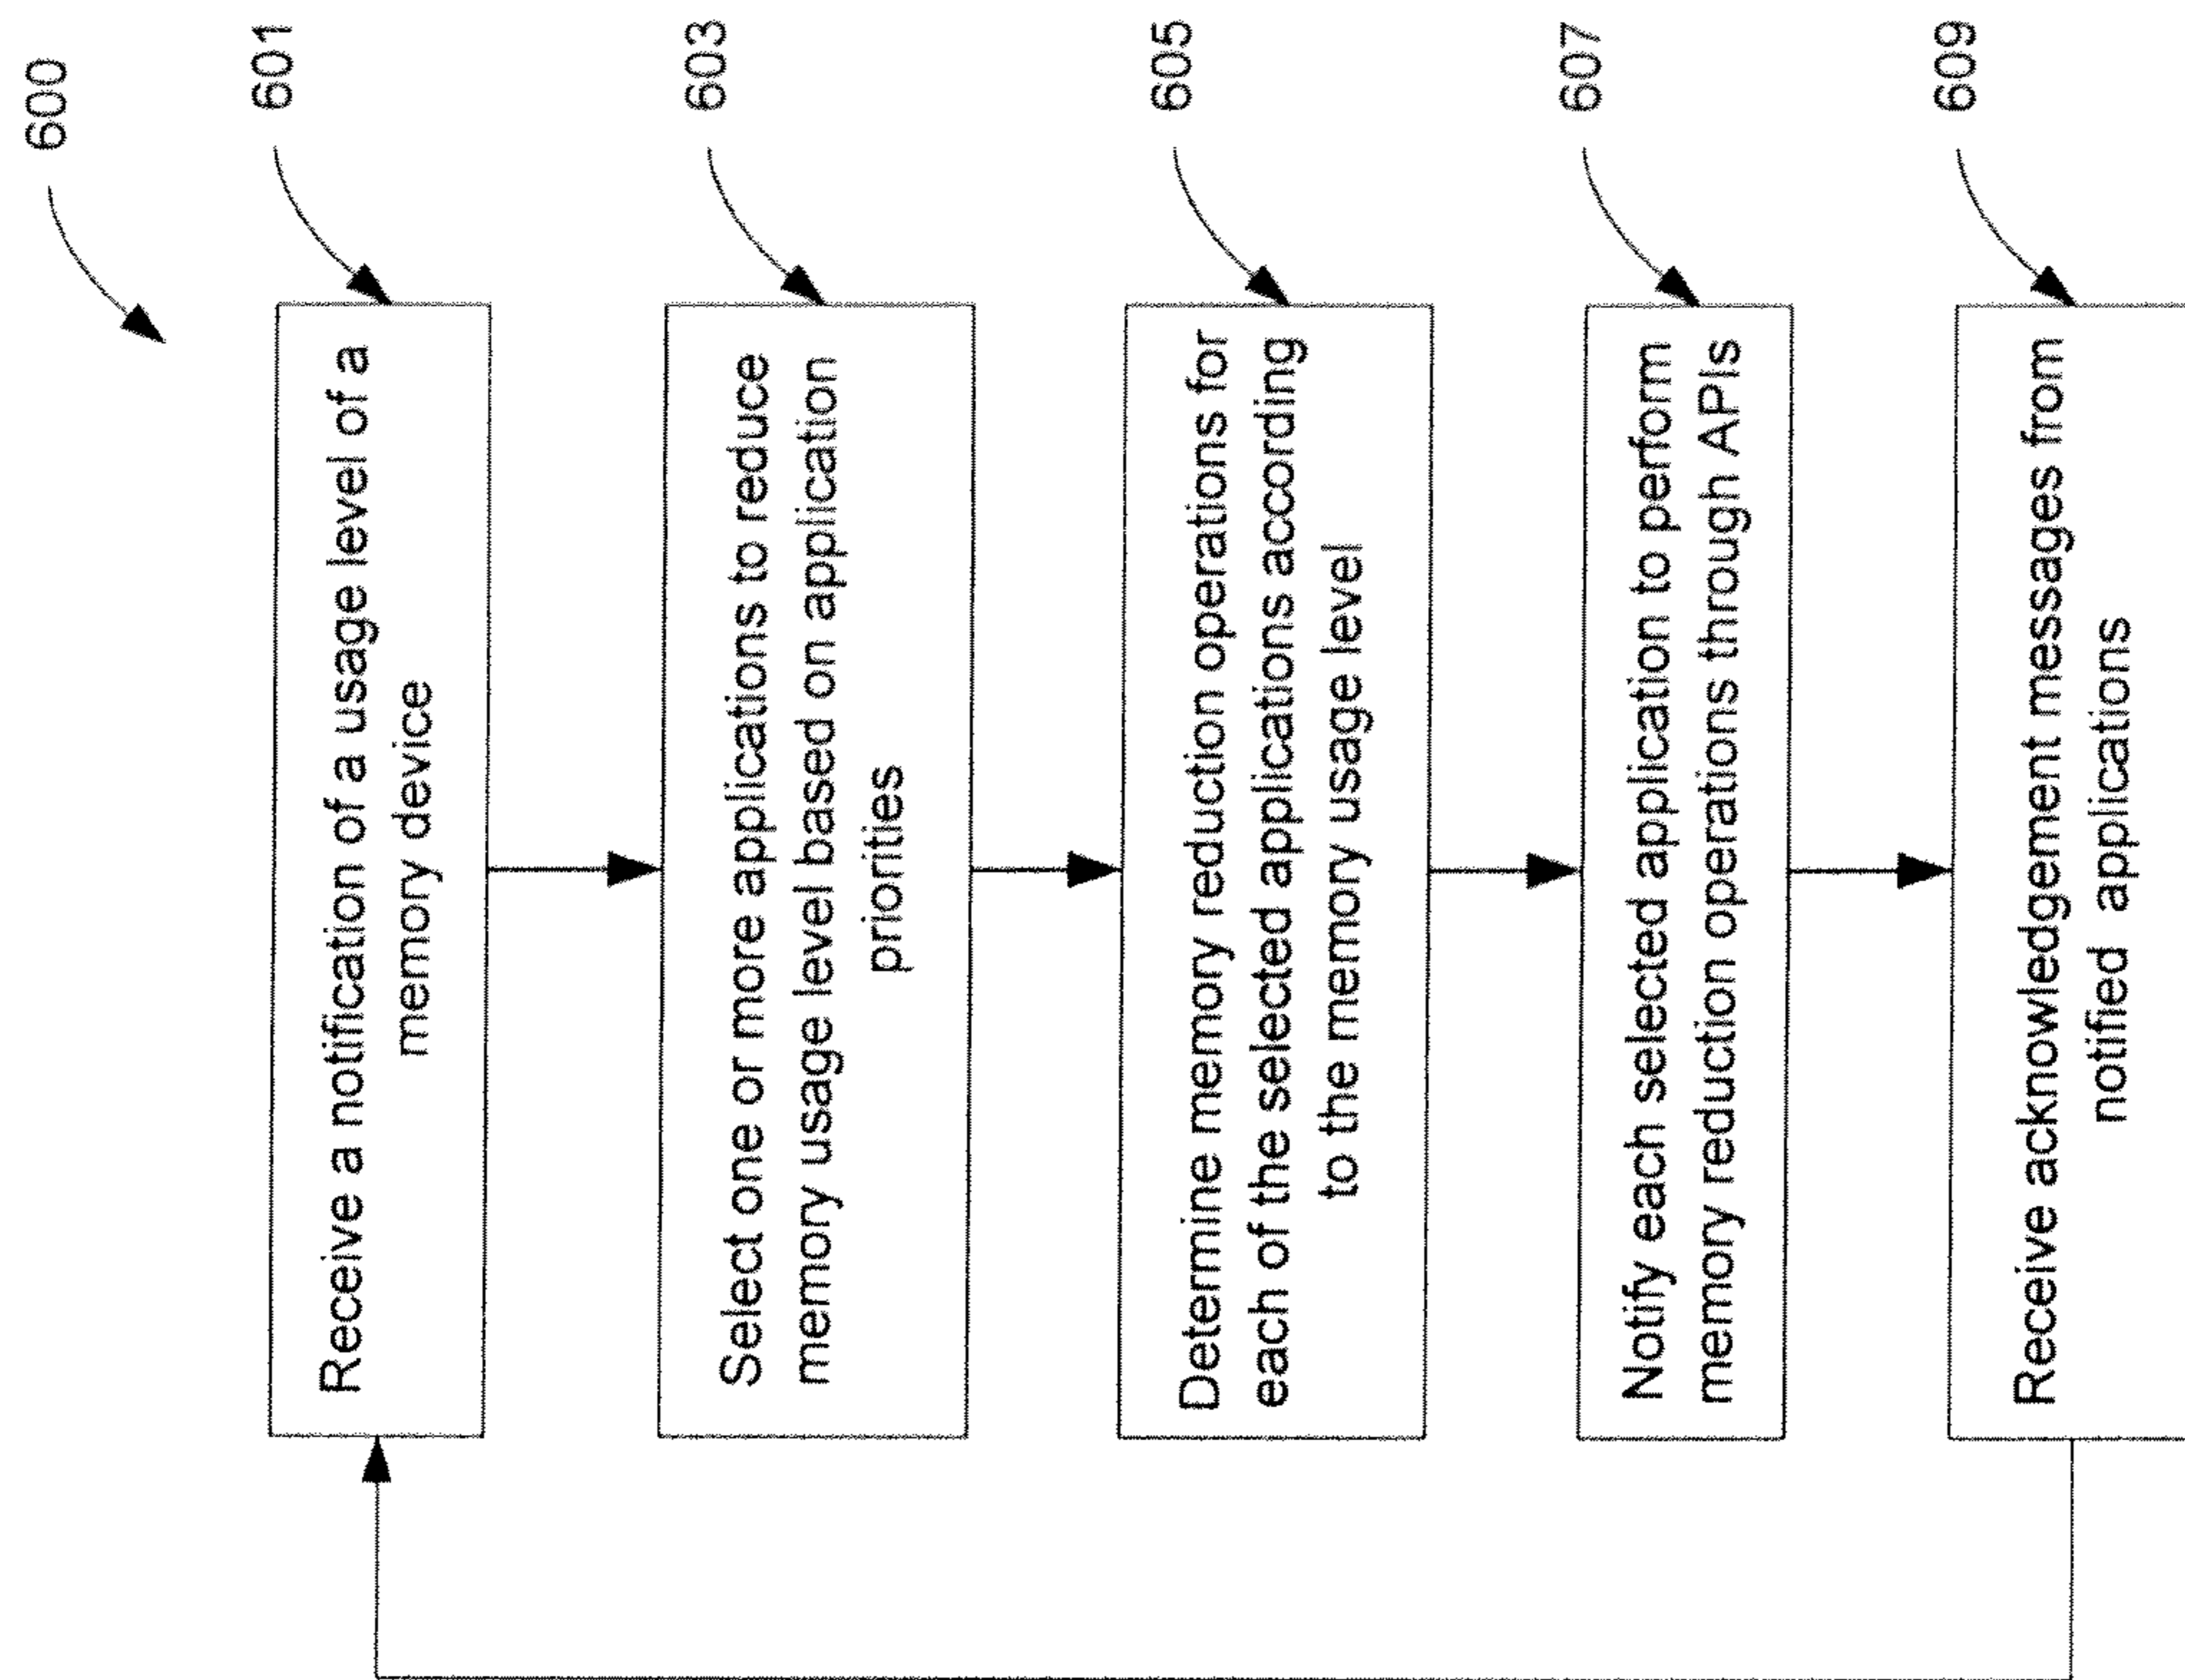 600
601
Receive a notification of a usage level of a
memory device
603
Select one or more applications to reduce
memory usage level based on application
priorities
605
Determine memory reduction operations for
each of the selected applications according
to the memory usage level
607
Notify each selected application to perform
memory reduction operations through APIs
609
Receive acknowledgement messages from
notified applications